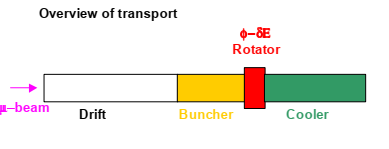 Overview of transport
ϕ–δE
Rotator
μ–beam
Drift
Buncher
Cooler